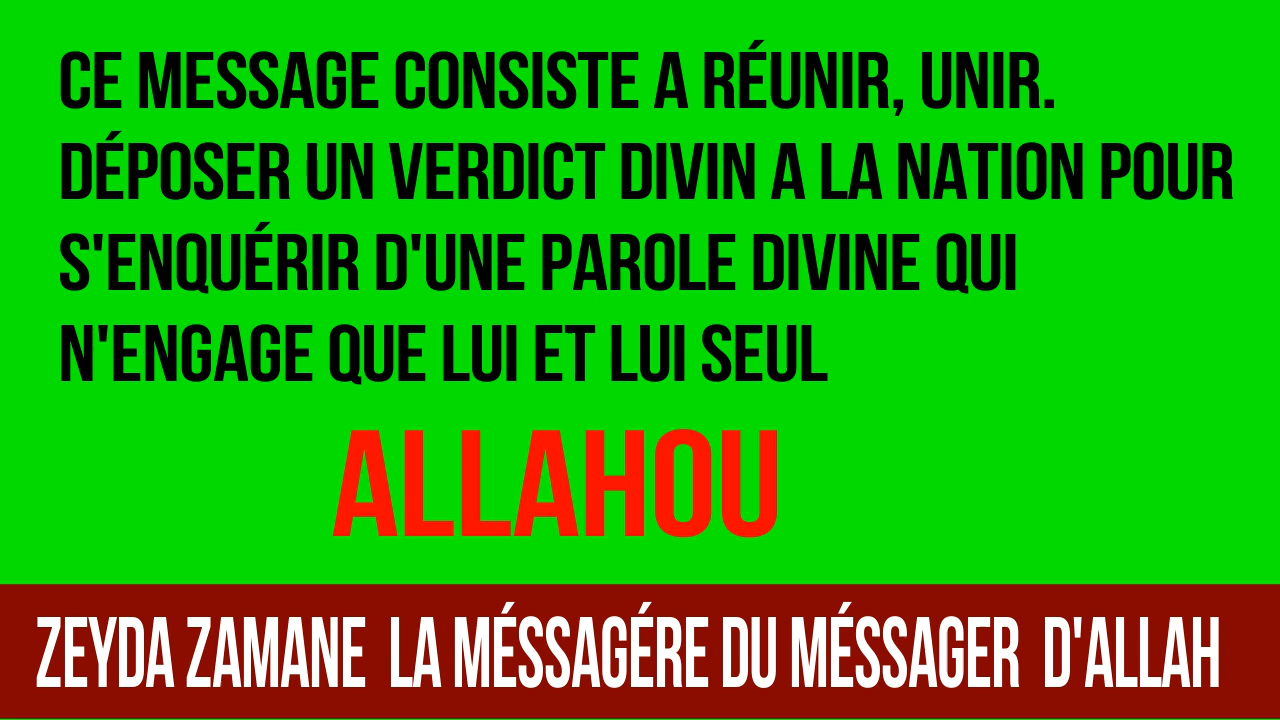 CE MESSAGE CONSISTE A RÉUNIR, UNIR.
DÉPOSER UN VERDICT DIVIN A LA NATION POUR
S'ENQUÉRIR D'UNE PAROLE DIVINE QUI
N'ENGAGE QUE LUI ET LUI SEUL
ALLAHOU
ZEYDA ZAMANE LA MÉSSAGÉRE DU MÉSSAGER D'ALLAH